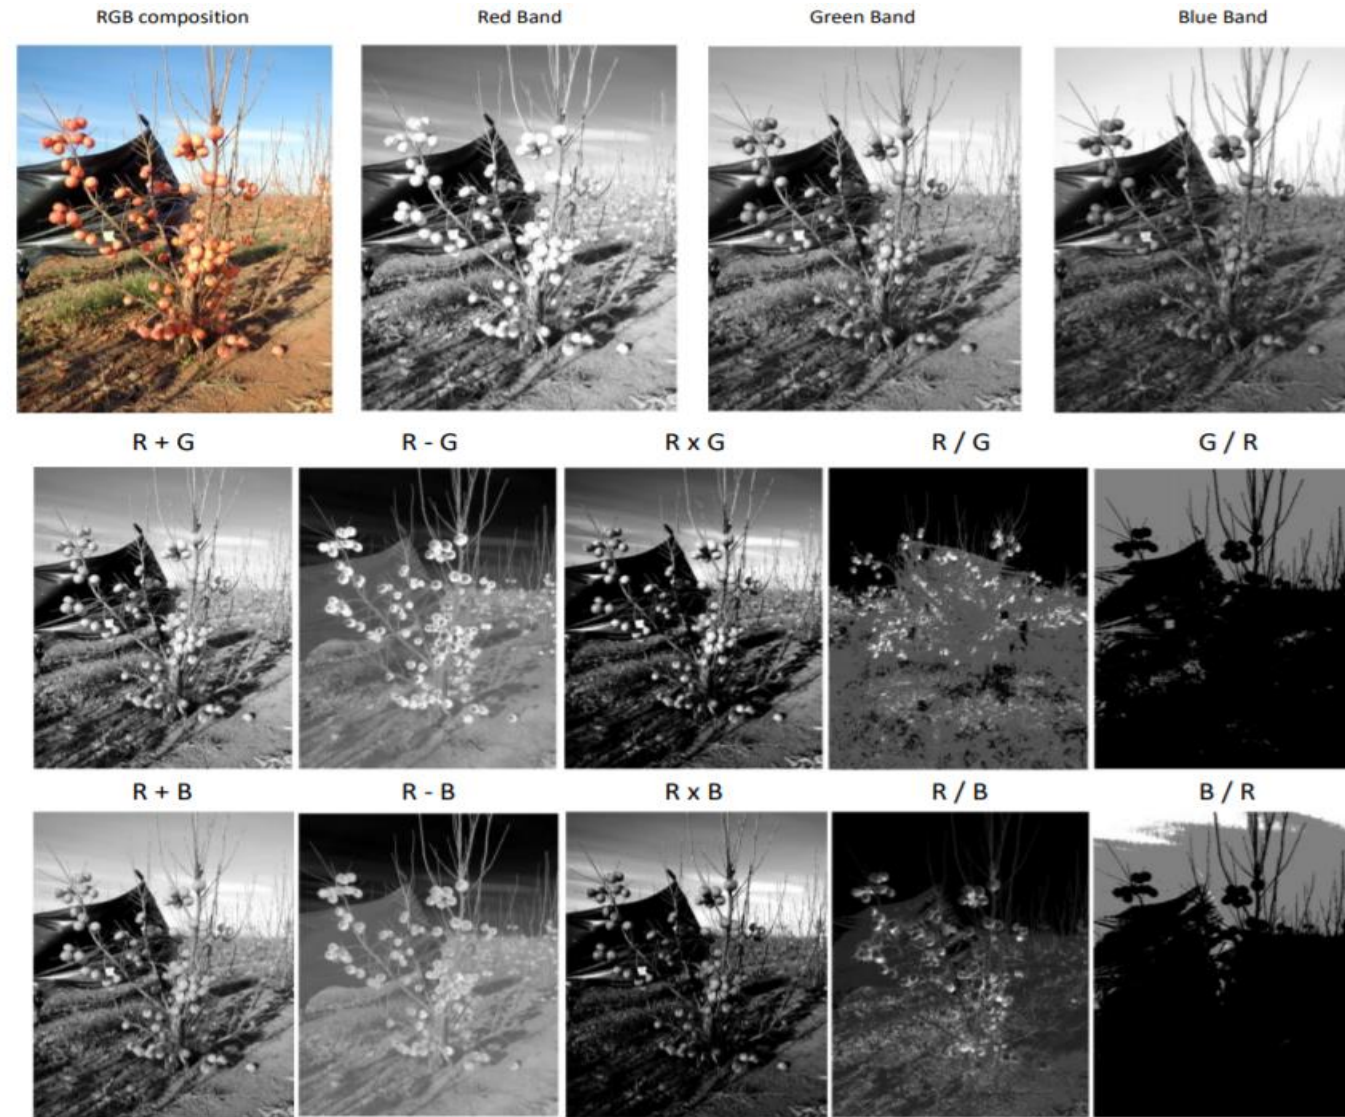 RGB composition Red Band Green Band Blue Band
R + G R - G R x G R / G G / R
R + B R - B R x B R / B B / R